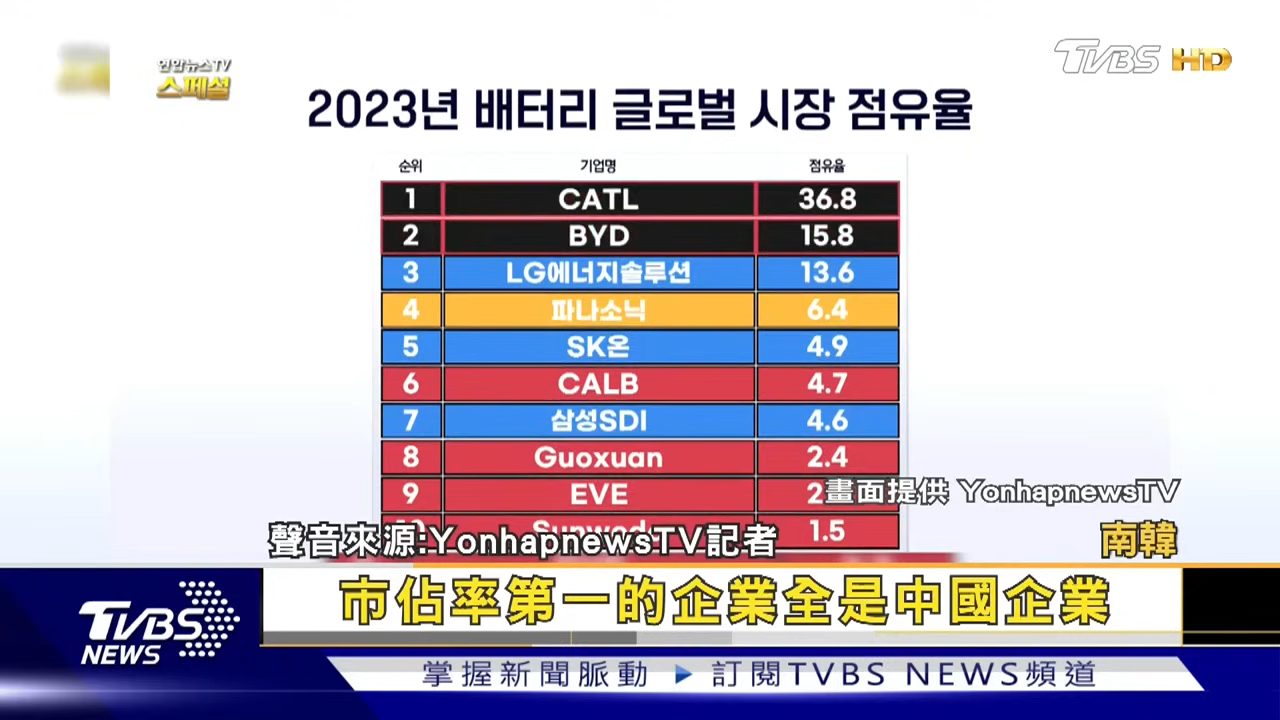 연합뉴스TV
스페셜
TVBS HD
2023년 배터리 글로벌 시장 점유율
순위 기업명 점유율
1 CATL 36.8
2 BYD 15.8
3 LG에너지솔루션 13.6
4 파나소닉 6.4
5 SK온 4.9
6 CALB 4.7
7 삼성SDI 4.6
8 Guoxuan 2.4
9 EVE
畫面提供 YonhapnewsTV
1.5
聲音來源:YonhapnewsTV記者
南韓
市佔率第一的企業全是中國企業
TVBS
NEWS
掌握新聞脈動 ▶ 訂閱TVBS NEWS頻道